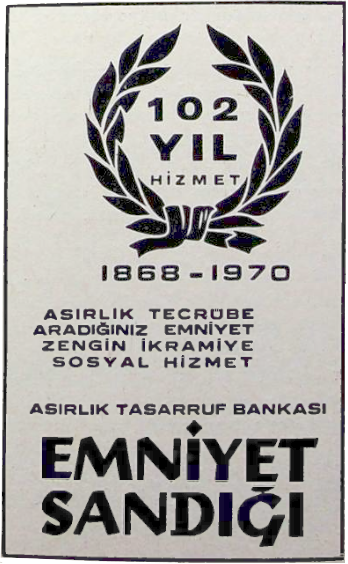 102
YIL
HİZMET
1868-1970
ASIRLIK TECRÜBE
ARADIĞINIZ EMNİYET
ZENGİN İKRAMİYE
SOSYAL HİZMET
ASIRLIK TASARRUF BANKASI
EMNİYET
SANDIĞI